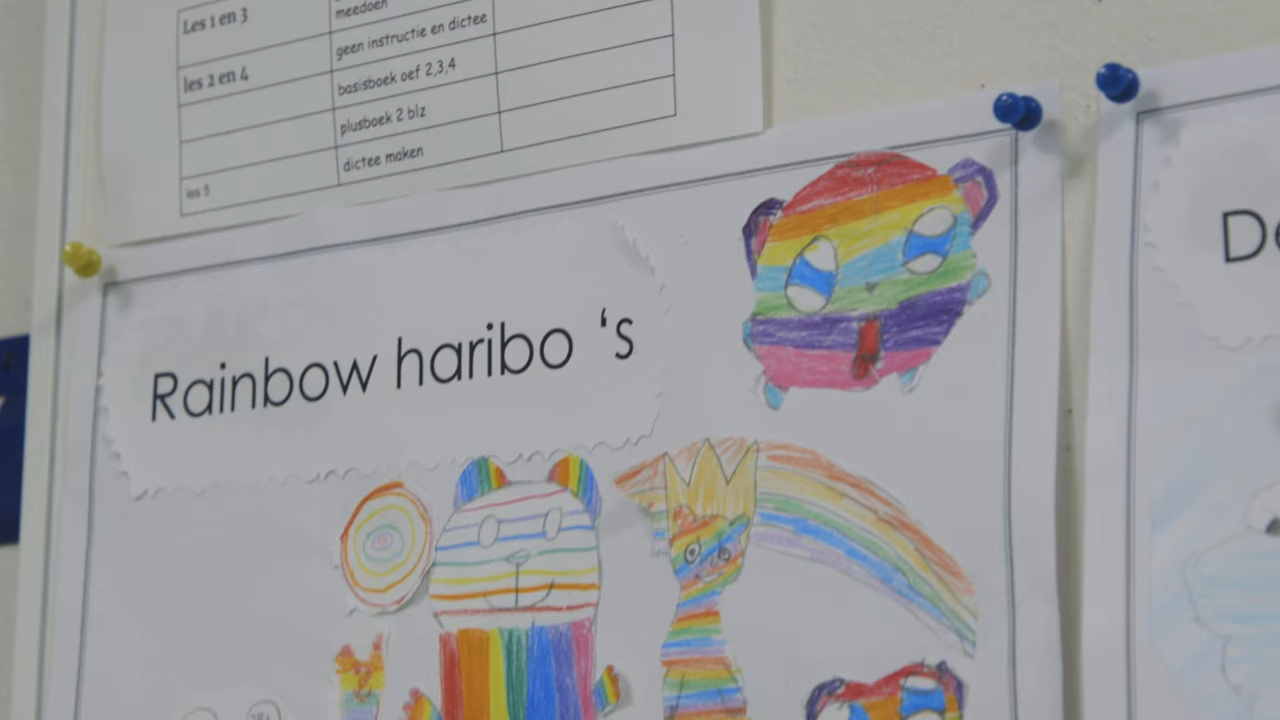 Les 1 en 3
meedoen
geen instructie en dictee
les 2 en 4
basisboek oef 2,3,4
plusboek 2 blz
dictee maken
les 5
Rainbow haribo 's